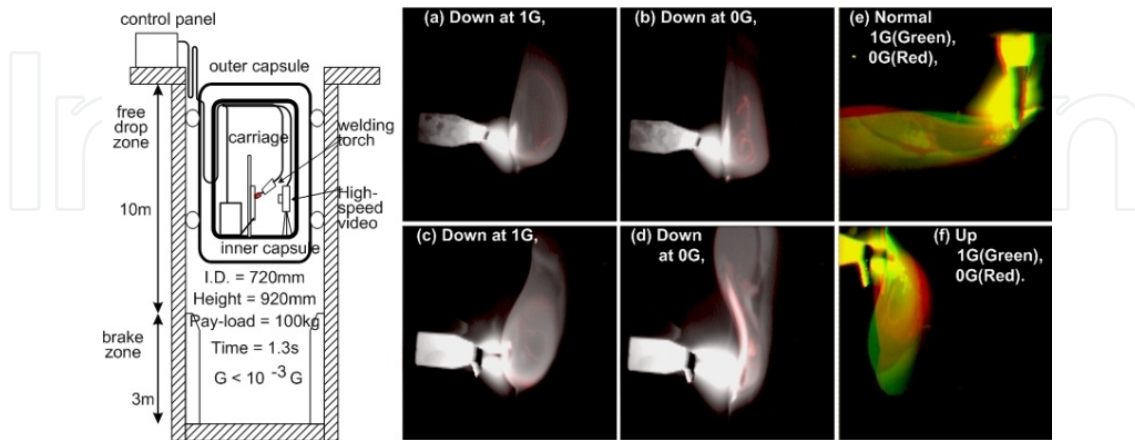 control panel
outer capsule
free
drop
zone
carriage
welding
torch
High-
speed
video
10m
inner capsule
I.D. = 720mm
Height = 920mm
Pay-load = 100kg
brake
zone
Time = 1.3s
G < 10 -3 G
3m
(a) Down at 1G,
(b) Down at 0G,
(e) Normal
1G(Green),
0G(Red),
(c) Down at 1G,
(d) Down
at 0G,
(f) Up
1G(Green),
0G(Red).